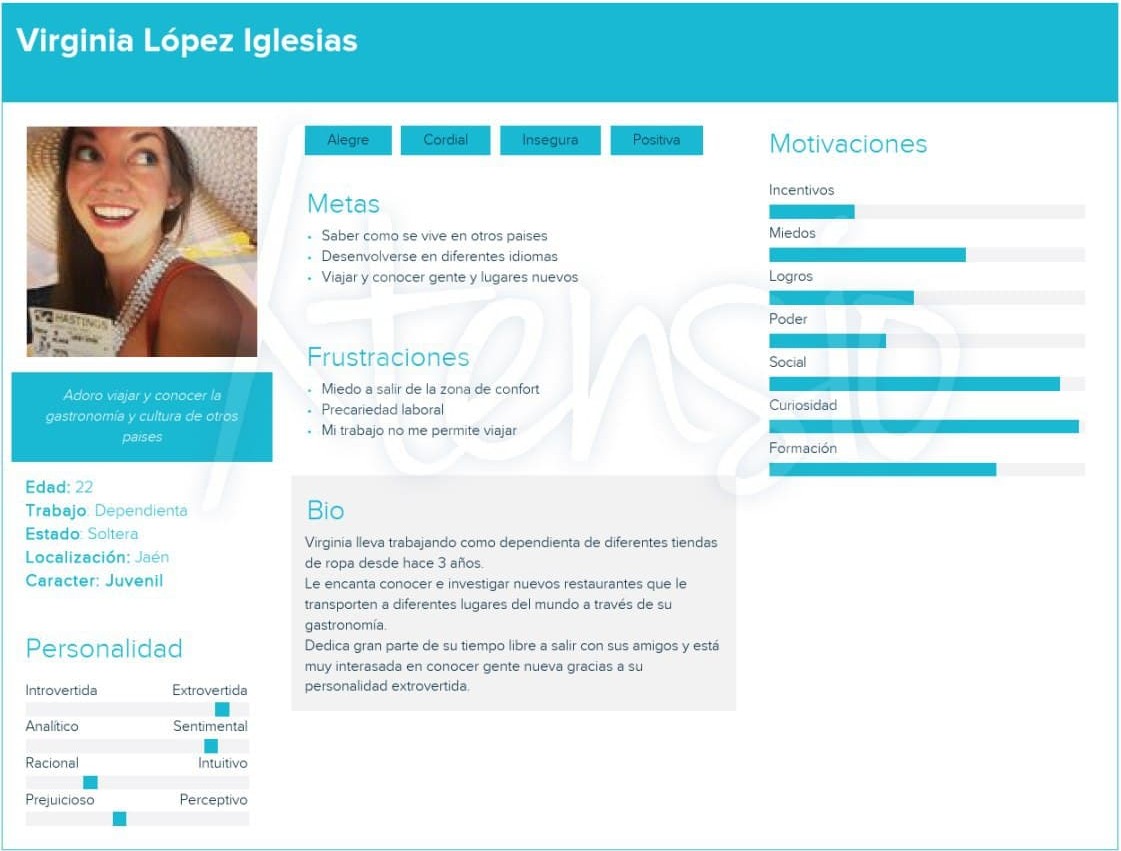 Virginia López Iglesias
HASTINGS
Adoro viajar y conocer la
gastronomía y cultura de otros
paises
Edad: 22
Trabajo: Dependienta
Estado: Soltera
Localización: Jaén
Caracter: Juvenil
Personalidad
Introvertida Extrovertida
Analítico Sentimental
Racional Intuitivo
Prejuicioso Perceptivo
Alegre Cordial Insegura Positiva
Metas
• Saber como se vive en otros paises
• Desenvolverse en diferentes idiomas
• Viajar y conocer gente y lugares nuevos
Frustraciones
• Miedo a salir de la zona de confort
• Precariedad laboral
• Mi trabajo no me permite viajar
Bio
Virginia lleva trabajando como dependienta de diferentes tiendas
de ropa desde hace 3 años.
Le encanta conocer e investigar nuevos restaurantes que le
transporten a diferentes lugares del mundo a través de su
gastronomía.
Dedica gran parte de su tiempo libre a salir con sus amigos y está
muy interasada en conocer gente nueva gracias a su
personalidad extrovertida.
Motivaciones
Incentivos
Miedos
Logros
Poder
Social
Curiosidad
Formación
Xtensio